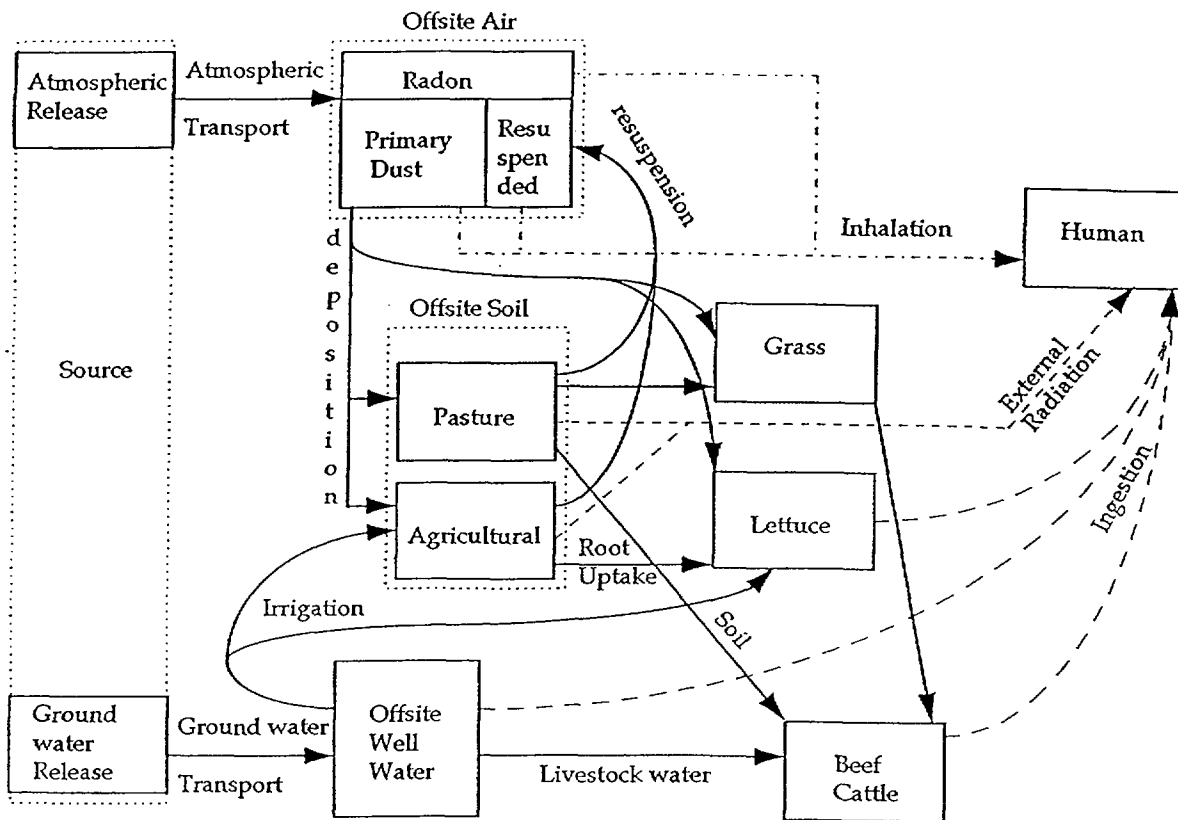 Offsite Air
Atmospheric
Release
Atmospheric
Transport
Radon
Primary
Dust
Resu
spen
ded
resuspension
deposition
Inhalation
Human
Offsite Soil
Source
Pasture
Grass
External
Radiation
Agricultural
Root
Uptake
Lettuce
Ingestion
Irrigation
Soil
Ground
water
Release
Ground water
Transport
Offsite
Well
Water
Livestock water
Beef
Cattle